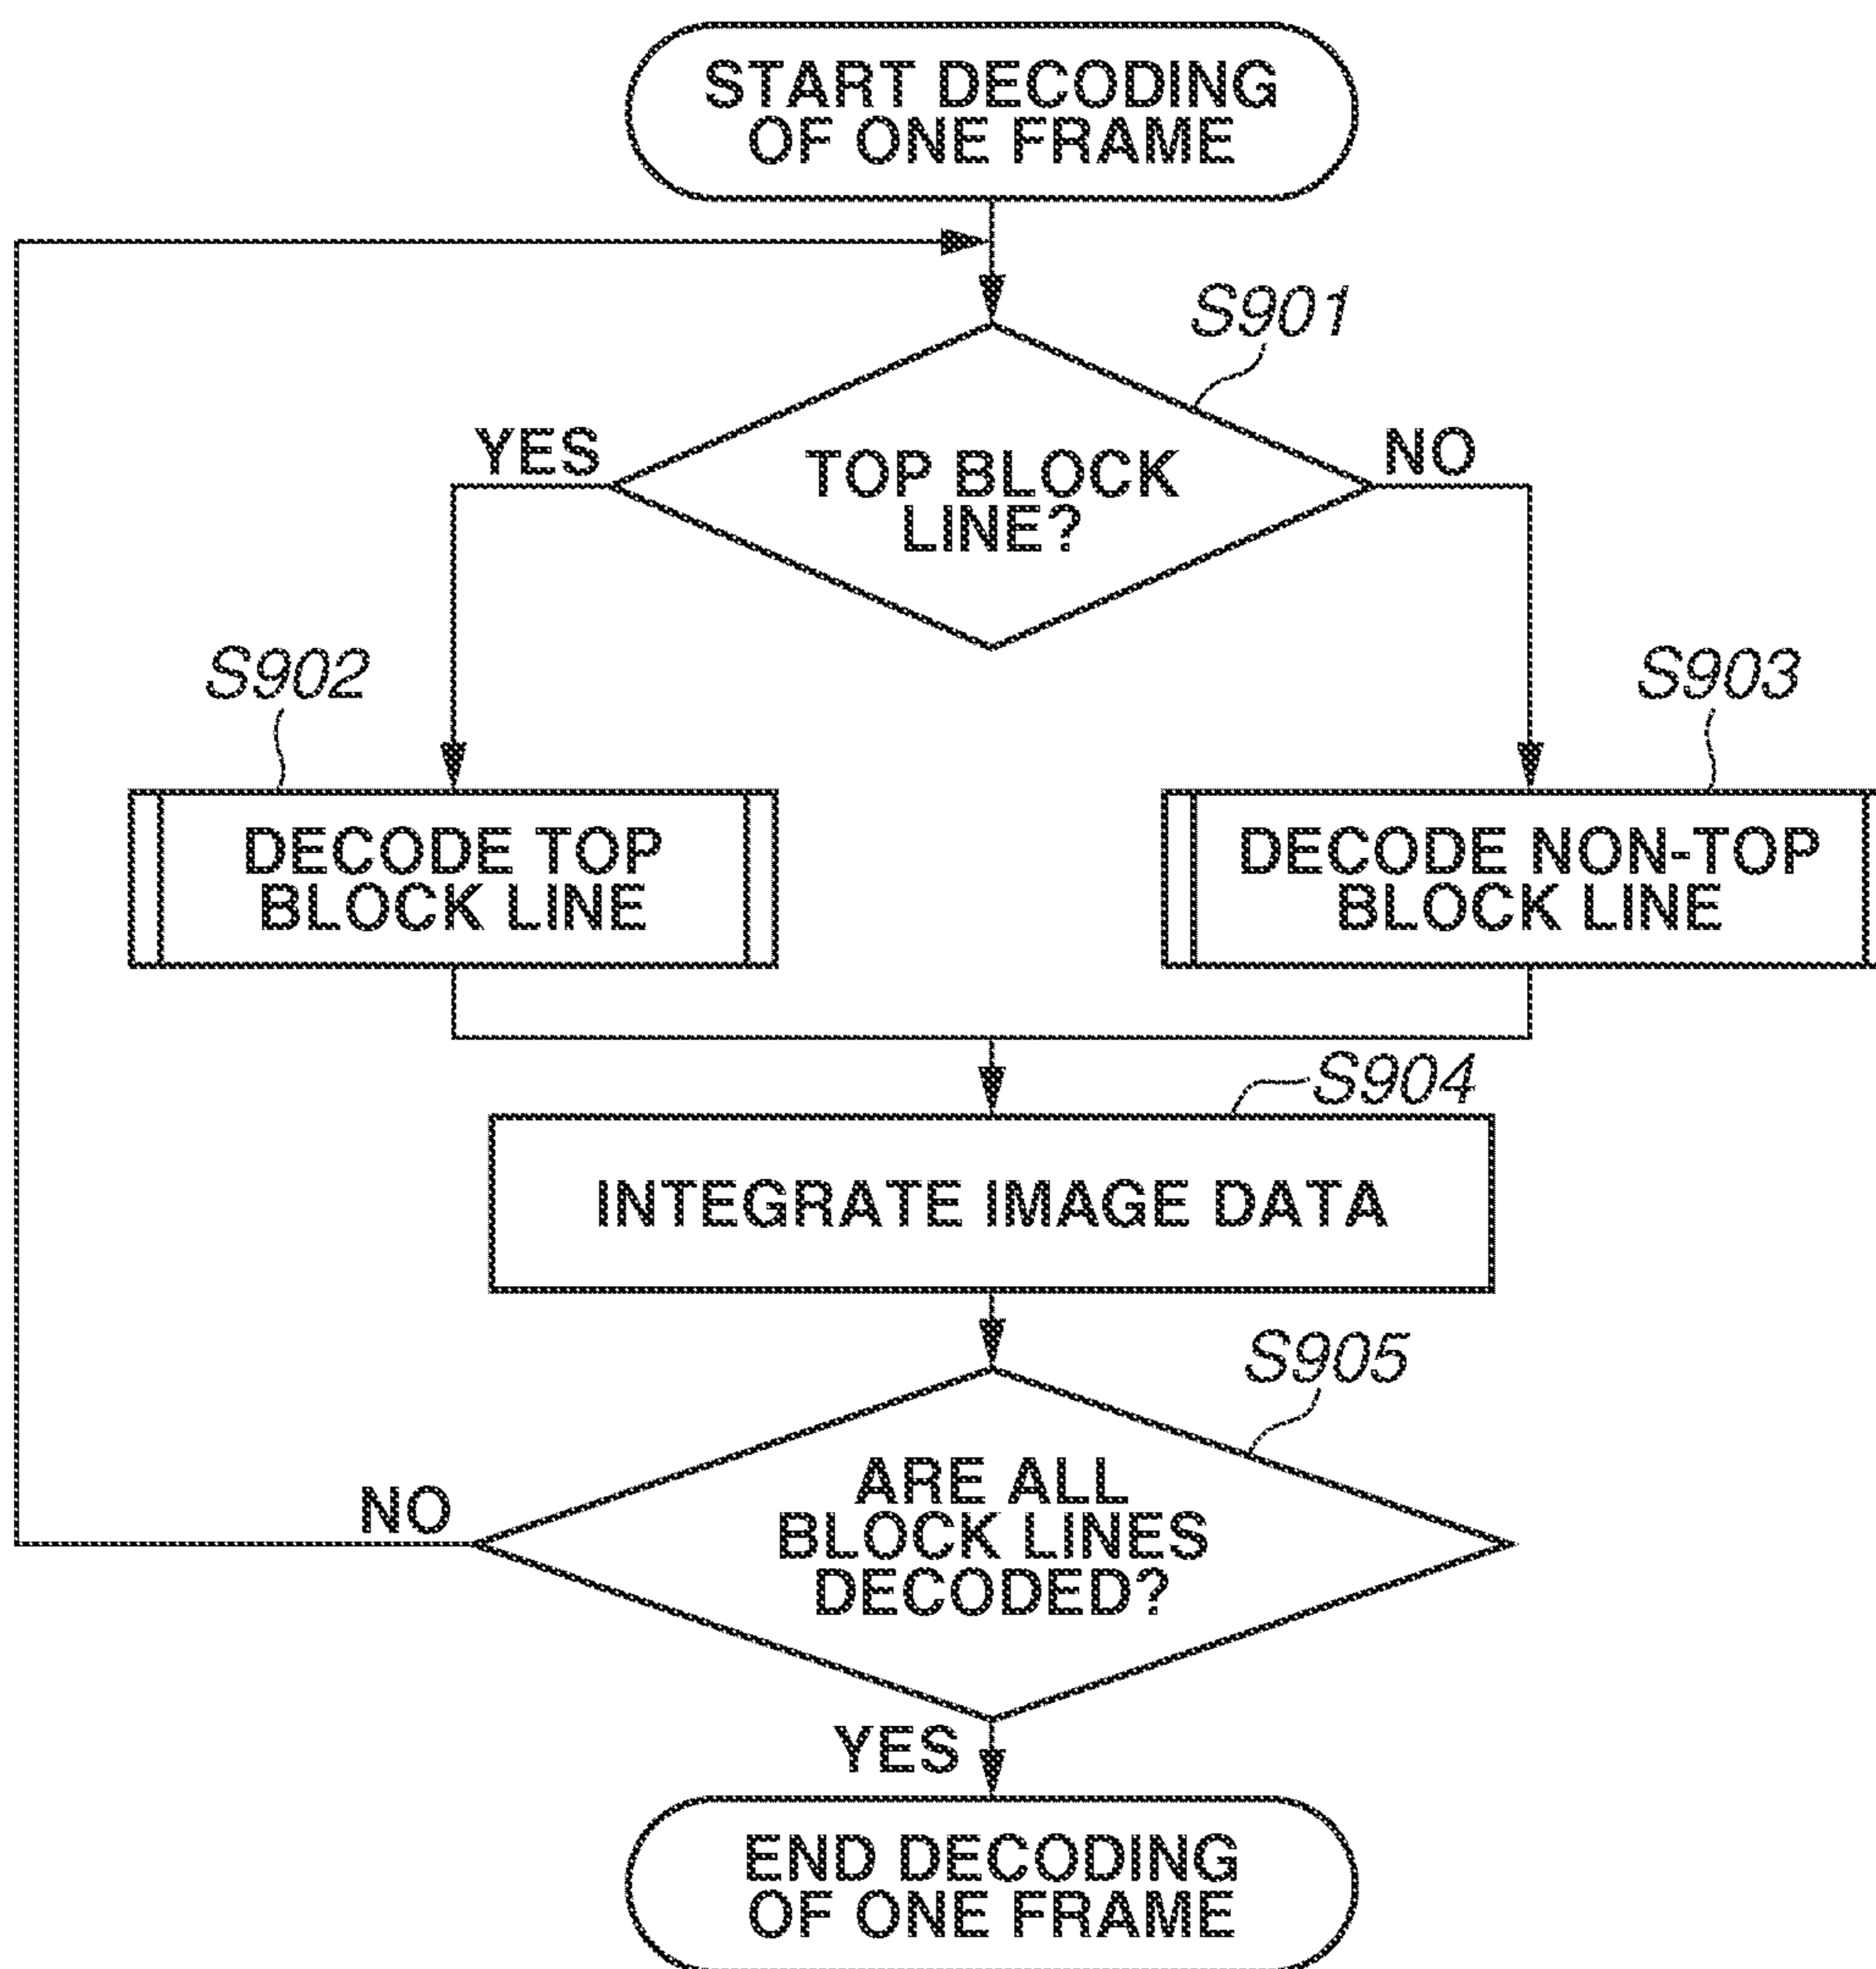 START DECODING
OF ONE FRAME
S901
YES
NO
TOP BLOCK
LINE?
S902
S903
DECODE TOP
BLOCK LINE
DECODE NON-TOP
BLOCK LINE
S904
INTEGRATE IMAGE DATA
S905
ARE ALL
BLOCK LINES
DECODED?
NO
YES
END DECODING
OF ONE FRAME